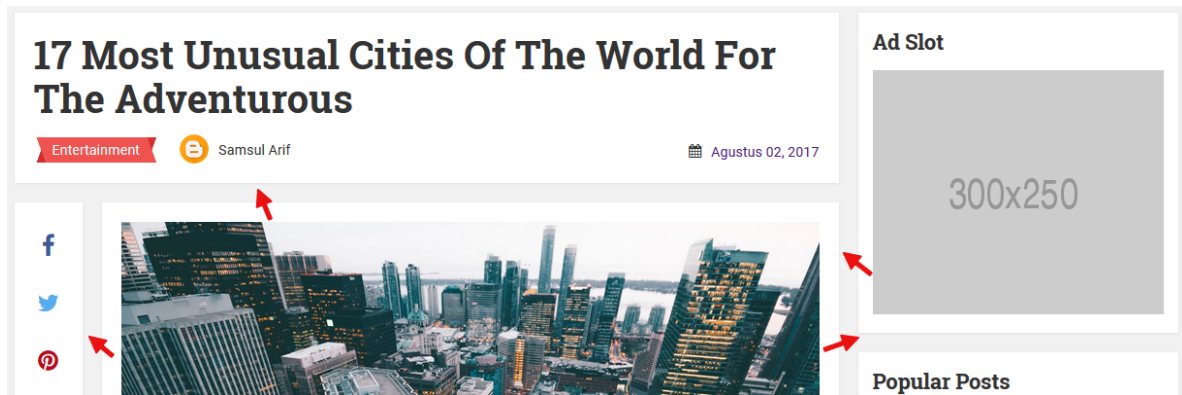 17 Most Unusual Cities Of The World For
The Adventurous
Entertainment
Samsul Arif
Agustus 02, 2017
Ad Slot
300x250
Popular Posts